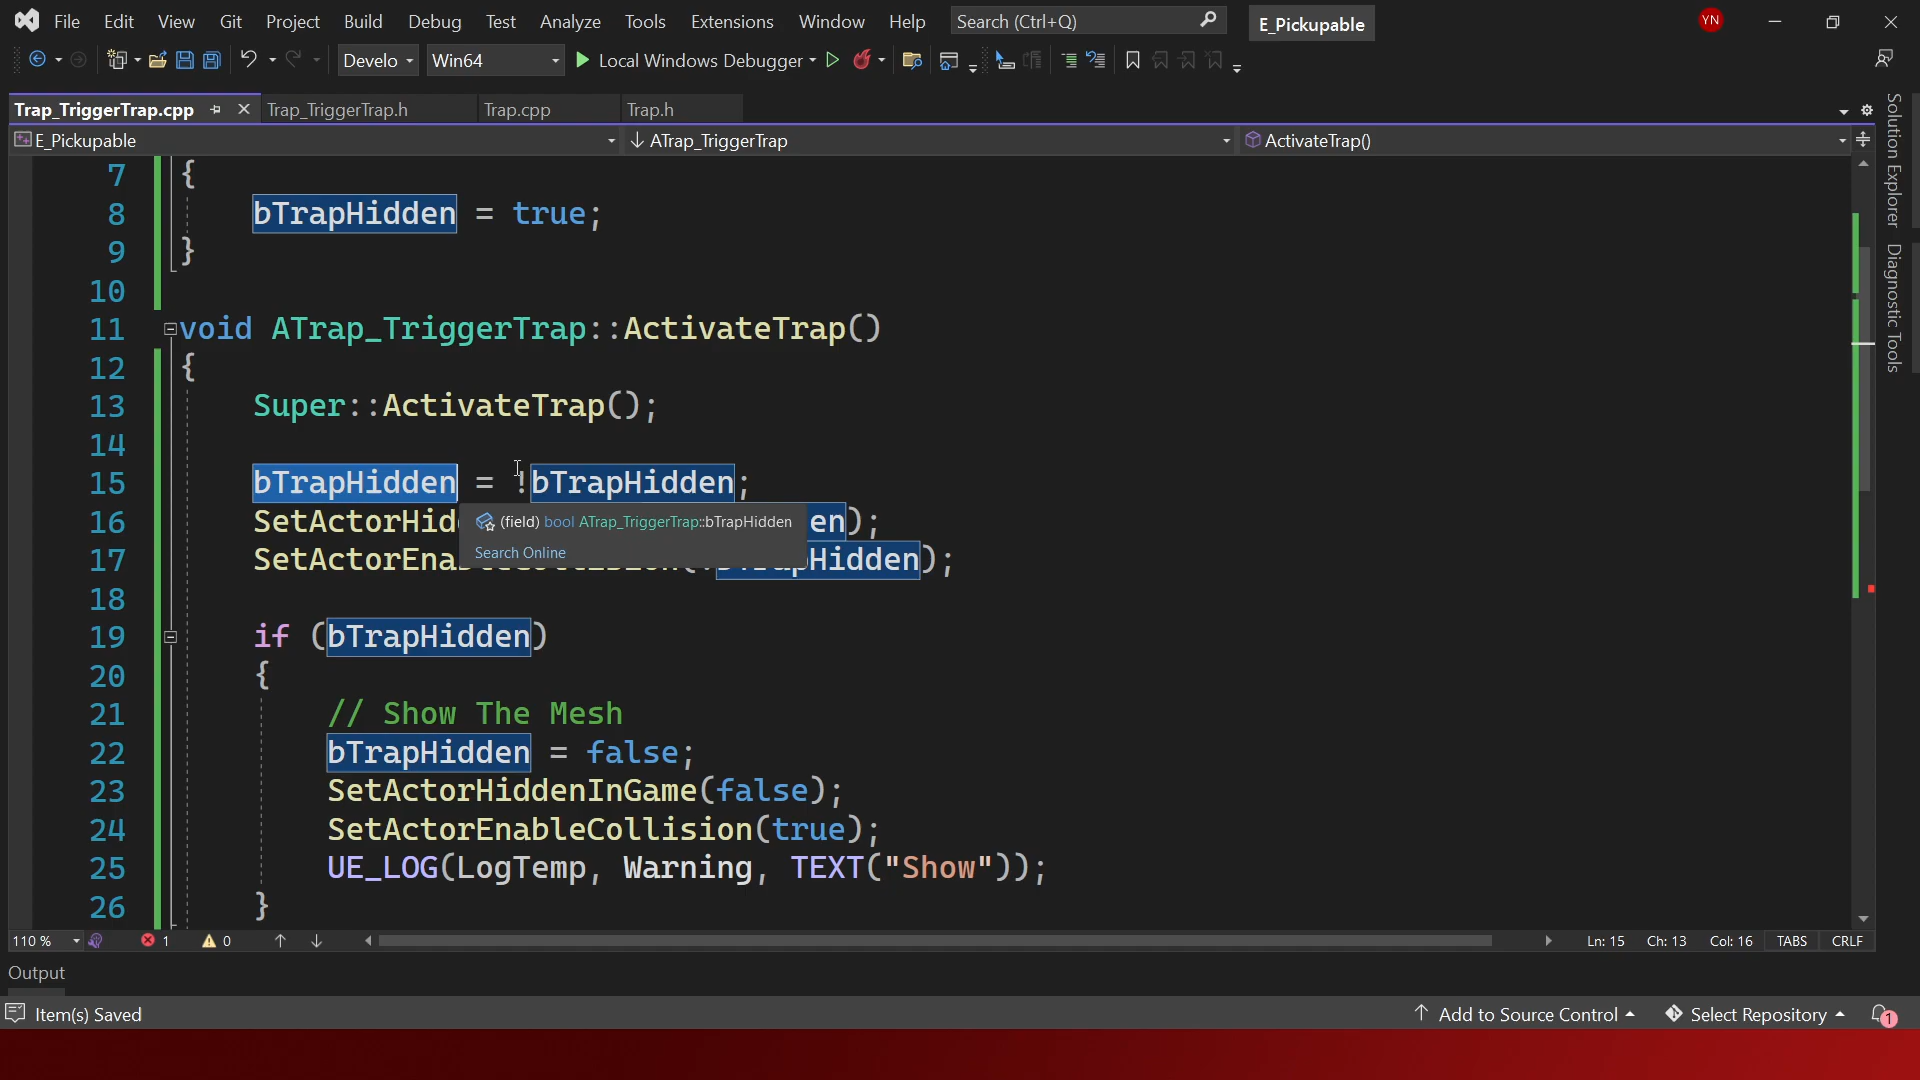 File Edit View Git Project Build Debug Test Analyze Tools Extensions Window Help Search (Ctrl+Q) E_Pickupable YN
Develo Win64 Local Windows Debugger
Trap_TriggerTrap.cpp Trap_TriggerTrap.h Trap.cpp Trap.h
E_Pickupable ATrap_TriggerTrap ActivateTrap()
7 {
8 bTrapHidden = true;
9 }
10
11 void ATrap_TriggerTrap::ActivateTrap()
12 {
13 Super::ActivateTrap();
14
15 bTrapHidden = !bTrapHidden;
16 SetActorHid en);
(field) bool ATrap_TriggerTrap::bTrapHidden
Search Online
17 SetActorEna Hidden);
18
19 if (bTrapHidden)
20 {
21 // Show The Mesh
22 bTrapHidden = false;
23 SetActorHiddenInGame(false);
24 SetActorEnableCollision(true);
25 UE_LOG(LogTemp, Warning, TEXT("Show"));
26 }
110 % 1 0 Ln: 15 Ch: 13 Col: 16 TABS CRLF
Output
Item(s) Saved Add to Source Control Select Repository 1
Solution Explorer
Diagnostic Tools